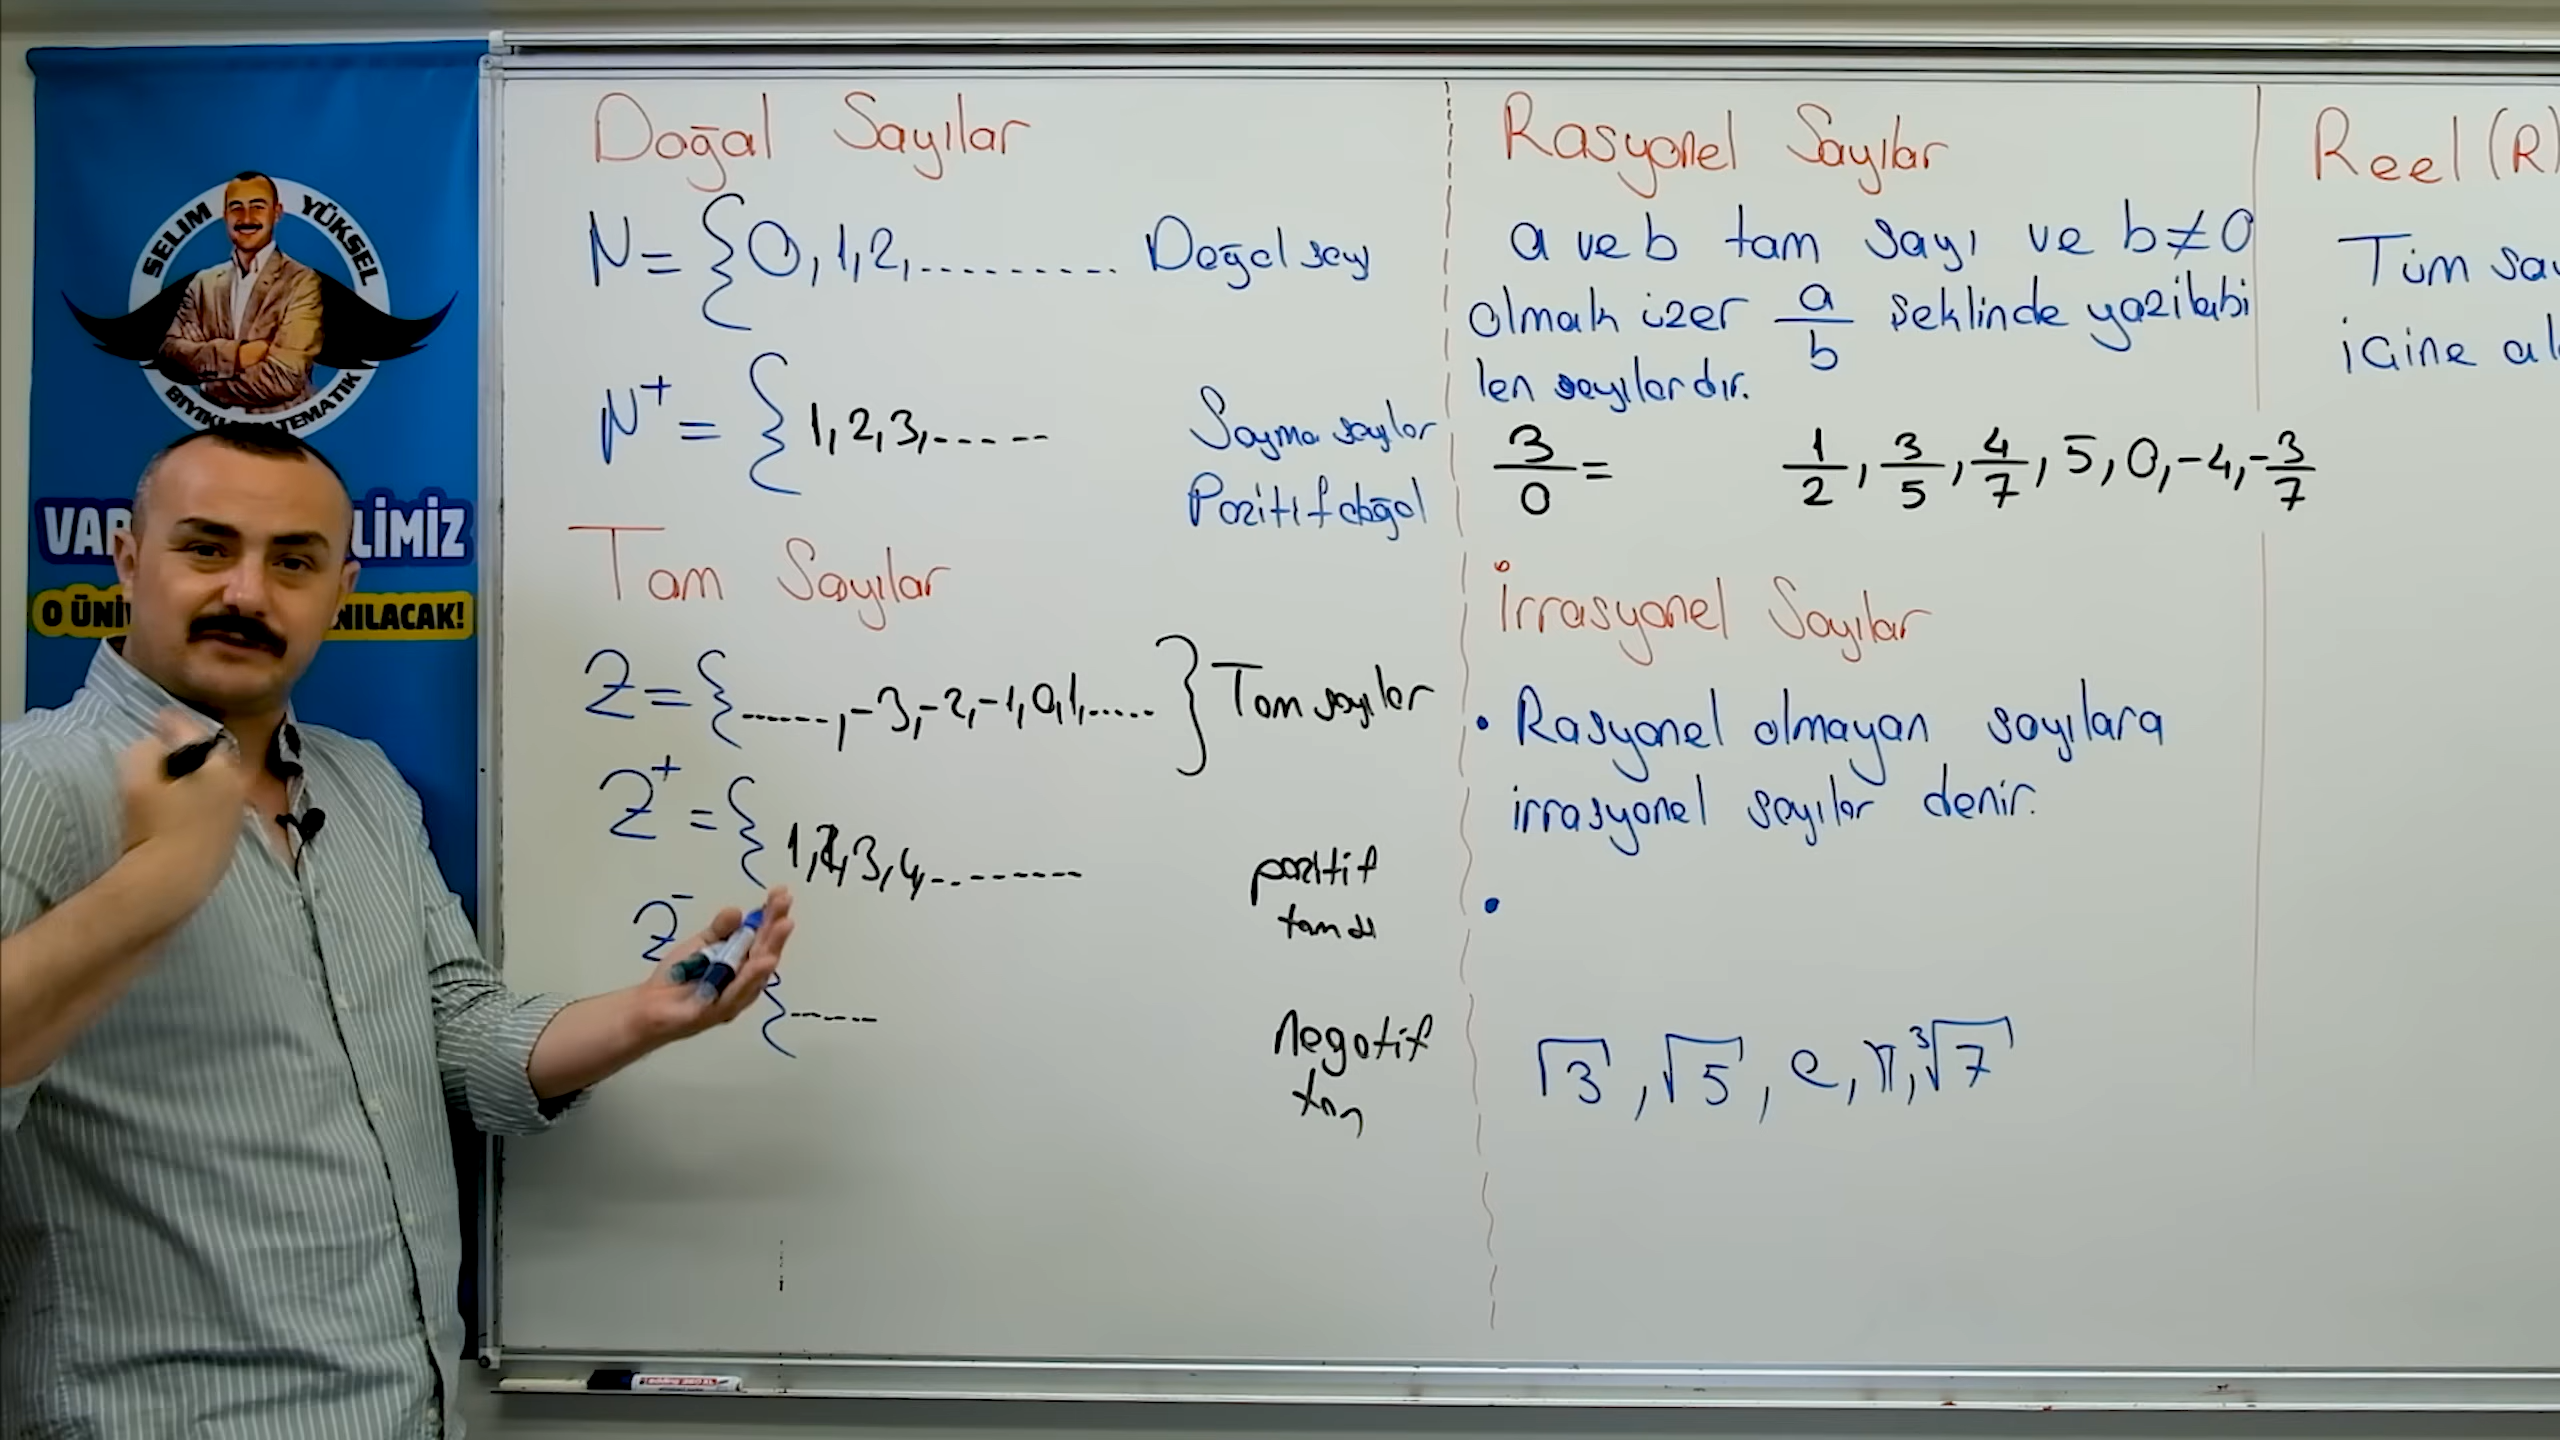 SELIM YÜKSEL
BIYIKLI MATEMATIK
LİMİZ
O ÜNİ
NILACAK!
Doğal Sayılar
N = { 0, 1, 2, .......... Doğal sayı
N⁺ = { 1, 2, 3, ...... Sayma sayılar
Pozitif doğal
Tam Sayılar
Z = { ......, -3, -2, -1, 0, 1, ..... } Tam sayılar
Z⁺ = { 1, 2, 3, 4, ......... pozitif
tam
Z⁻
{ ...... negatif
tam
Rasyonel Sayılar
a ve b tam sayı ve b≠0
olmak üzer a/b şeklinde yazılabi
len sayılardır.
3/0 = 1/2, 3/5, 4/7, 5, 0, -4, -3/7
İrrasyonel Sayılar
• Rasyonel olmayan sayılara
irrasyonel sayılar denir.
•
√3, √5, e, π, ³√7
Reel (R)
Tüm say
içine al